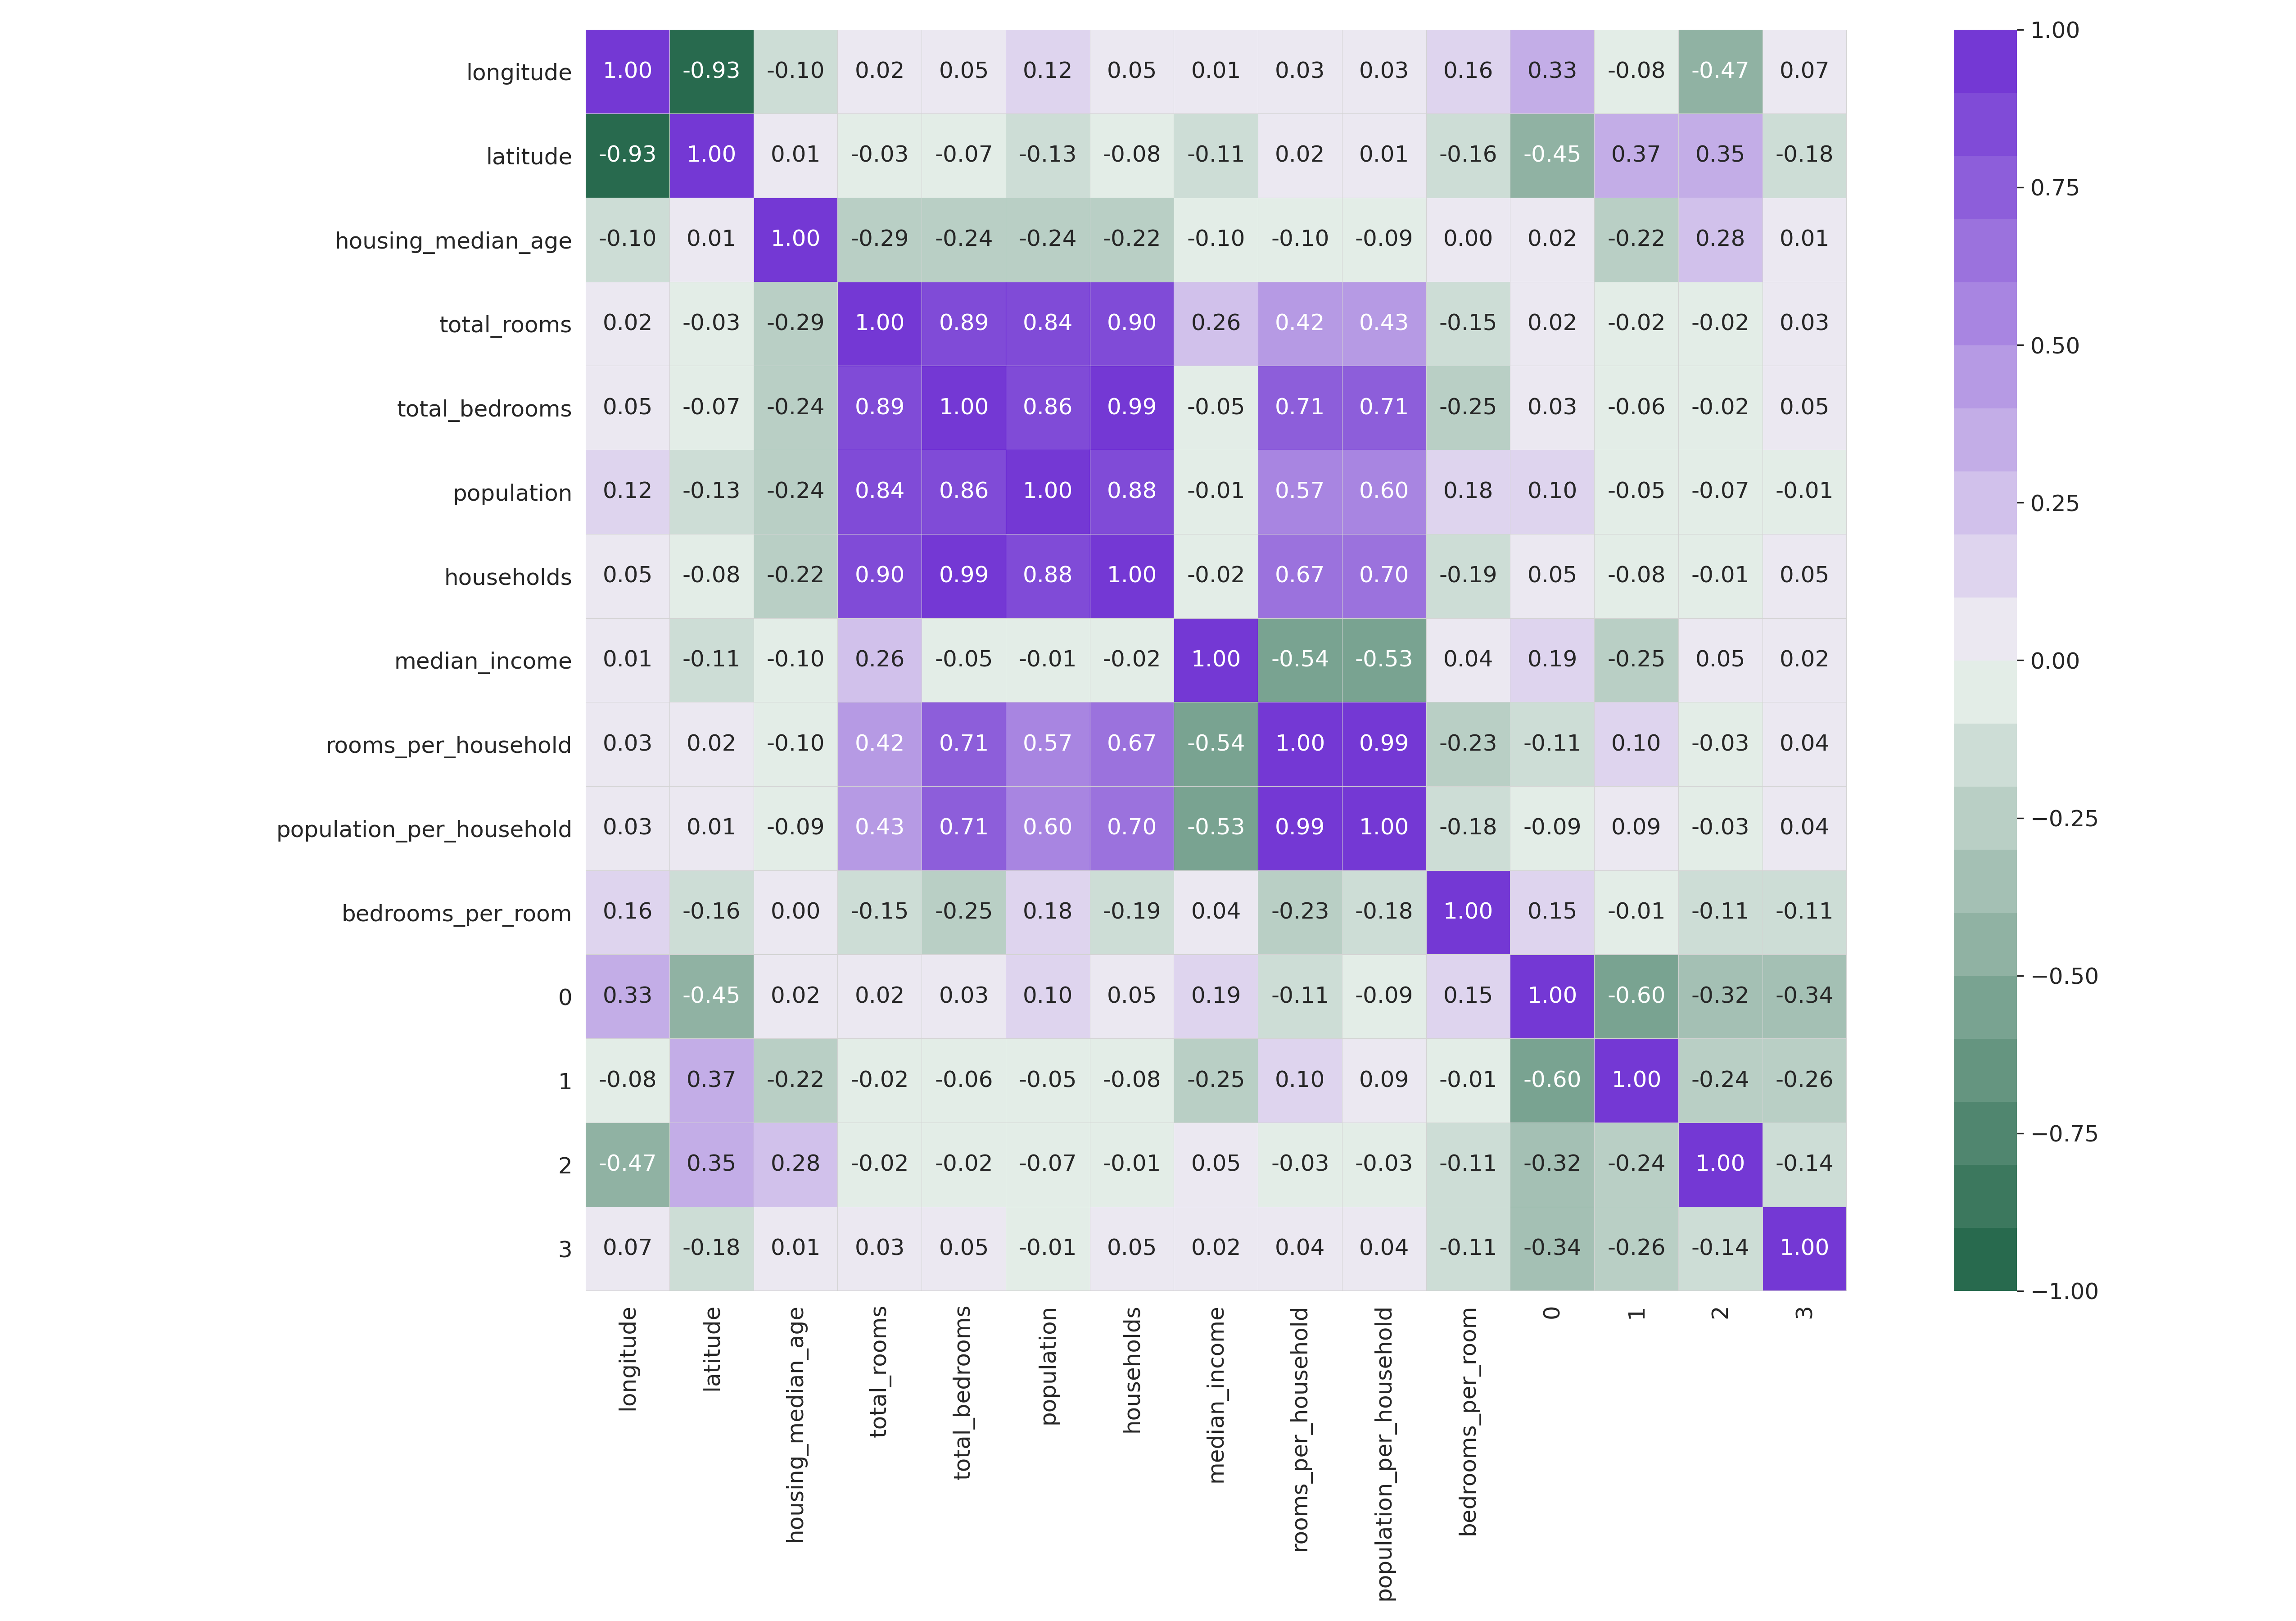 longitude 1.00 -0.93 -0.10 0.02 0.05 0.12 0.05 0.01 0.03 0.03 0.16 0.33 -0.08 -0.47 0.07
latitude -0.93 1.00 0.01 -0.03 -0.07 -0.13 -0.08 -0.11 0.02 0.01 -0.16 -0.45 0.37 0.35 -0.18
housing_median_age -0.10 0.01 1.00 -0.29 -0.24 -0.24 -0.22 -0.10 -0.10 -0.09 0.00 0.02 -0.22 0.28 0.01
total_rooms 0.02 -0.03 -0.29 1.00 0.89 0.84 0.90 0.26 0.42 0.43 -0.15 0.02 -0.02 -0.02 0.03
total_bedrooms 0.05 -0.07 -0.24 0.89 1.00 0.86 0.99 -0.05 0.71 0.71 -0.25 0.03 -0.06 -0.02 0.05
population 0.12 -0.13 -0.24 0.84 0.86 1.00 0.88 -0.01 0.57 0.60 0.18 0.10 -0.05 -0.07 -0.01
households 0.05 -0.08 -0.22 0.90 0.99 0.88 1.00 -0.02 0.67 0.70 -0.19 0.05 -0.08 -0.01 0.05
median_income 0.01 -0.11 -0.10 0.26 -0.05 -0.01 -0.02 1.00 -0.54 -0.53 0.04 0.19 -0.25 0.05 0.02
rooms_per_household 0.03 0.02 -0.10 0.42 0.71 0.57 0.67 -0.54 1.00 0.99 -0.23 -0.11 0.10 -0.03 0.04
population_per_household 0.03 0.01 -0.09 0.43 0.71 0.60 0.70 -0.53 0.99 1.00 -0.18 -0.09 0.09 -0.03 0.04
bedrooms_per_room 0.16 -0.16 0.00 -0.15 -0.25 0.18 -0.19 0.04 -0.23 -0.18 1.00 0.15 -0.01 -0.11 -0.11
0 0.33 -0.45 0.02 0.02 0.03 0.10 0.05 0.19 -0.11 -0.09 0.15 1.00 -0.60 -0.32 -0.34
1 -0.08 0.37 -0.22 -0.02 -0.06 -0.05 -0.08 -0.25 0.10 0.09 -0.01 -0.60 1.00 -0.24 -0.26
2 -0.47 0.35 0.28 -0.02 -0.02 -0.07 -0.01 0.05 -0.03 -0.03 -0.11 -0.32 -0.24 1.00 -0.14
3 0.07 -0.18 0.01 0.03 0.05 -0.01 0.05 0.02 0.04 0.04 -0.11 -0.34 -0.26 -0.14 1.00
longitude
latitude
housing_median_age
total_rooms
total_bedrooms
population
households
median_income
rooms_per_household
population_per_household
bedrooms_per_room
0
1
2
3
1.00
0.75
0.50
0.25
0.00
−0.25
−0.50
−0.75
−1.00